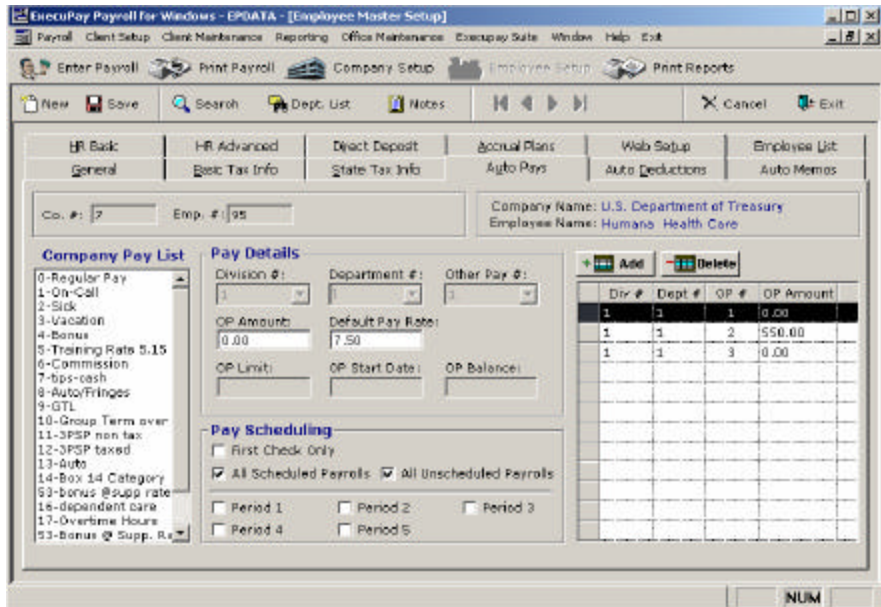 ExecuPay Payroll for Windows - EPDATA - [Employee Master Setup]
Payroll Client Setup Client Maintenance Reporting Office Maintenance Execupay Suite Window Help Exit
Enter Payroll Print Payroll Company Setup Employee Setup Print Reports
New Save Search Dept. List Notes Cancel Exit
HR Basic HR Advanced Direct Deposit Accrual Plans Web Setup Employee List
General Basic Tax Info State Tax Info Auto Pays Auto Deductions Auto Memos
Co. #: 7 Emp. #: 95
Company Name: U.S. Department of Treasury
Employee Name: Humana Health Care
Company Pay List
0-Regular Pay
1-On-Call
2-Sick
3-Vacation
4-Bonus
5-Training Rate 5.15
6-Commission
7-tips-cash
8-Auto/Fringes
9-GTL
10-Group Term over
11-3PSP non tax
12-3PSP taxed
13-Auto
14-Box 14 Category
53-bonus @supp rate
16-dependent care
17-Overtime Hours
53-Bonus @ Supp. Ra
Pay Details
Division #: Department #: Other Pay #:
1 1 1
OP Amount: Default Pay Rate:
0.00 7.50
OP Limit: OP Start Date: OP Balance:
Pay Scheduling
First Check Only
All Scheduled Payrolls All Unscheduled Payrolls
Period 1 Period 2 Period 3
Period 4 Period 5
Add Delete
Div # Dept # OP # OP Amount
1 1 1 0.00
1 1 2 550.00
1 1 3 0.00
NUM